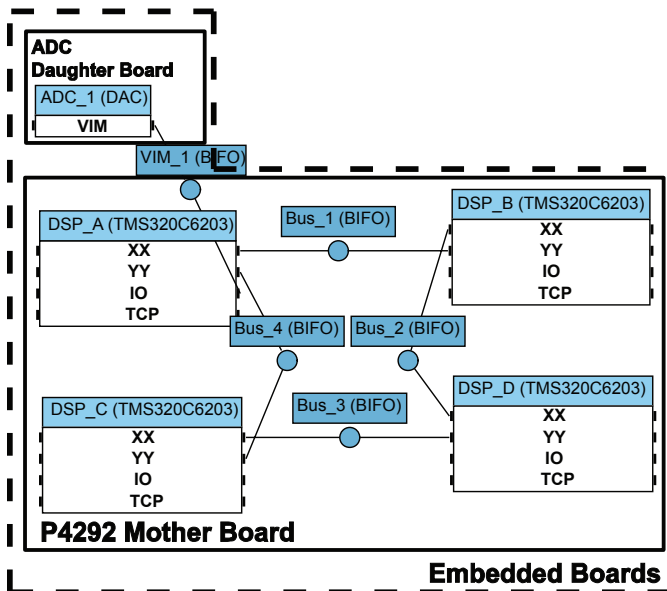 ADC
Daughter Board
ADC_1 (DAC)
VIM
VIM_1 (BIFO)
DSP_A (TMS320C6203)
XX
YY
IO
TCP
Bus_1 (BIFO)
DSP_B (TMS320C6203)
XX
YY
IO
TCP
Bus_4 (BIFO)
Bus_2 (BIFO)
DSP_C (TMS320C6203)
XX
YY
IO
TCP
Bus_3 (BIFO)
DSP_D (TMS320C6203)
XX
YY
IO
TCP
P4292 Mother Board
Embedded Boards